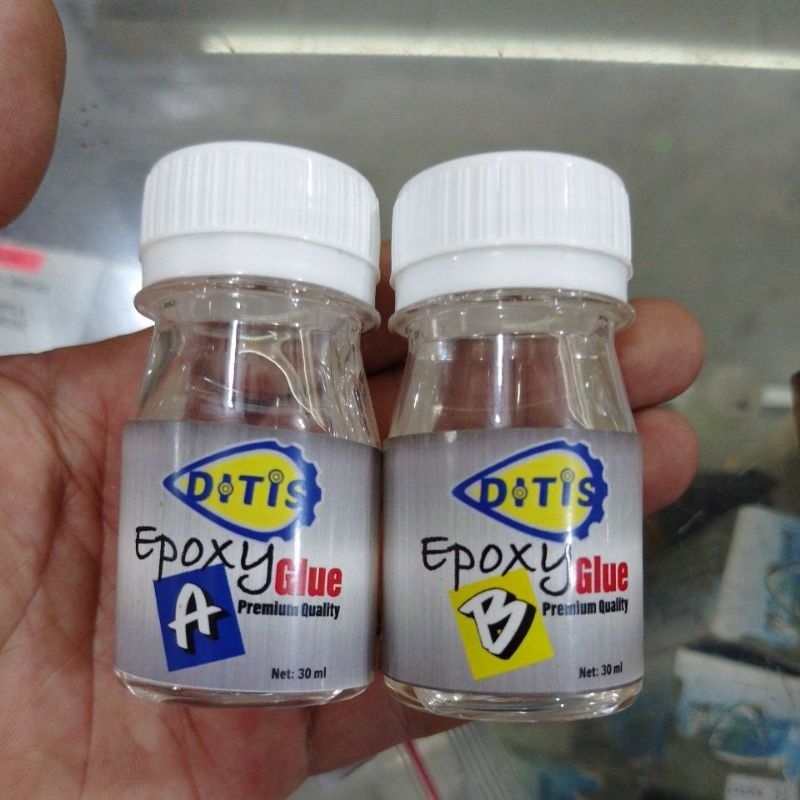 DiTiS
Epoxy Glue
A
Premium Quality
Net: 30 ml
DiTiS
Epoxy Glue
B
Premium Quality
Net: 30 ml